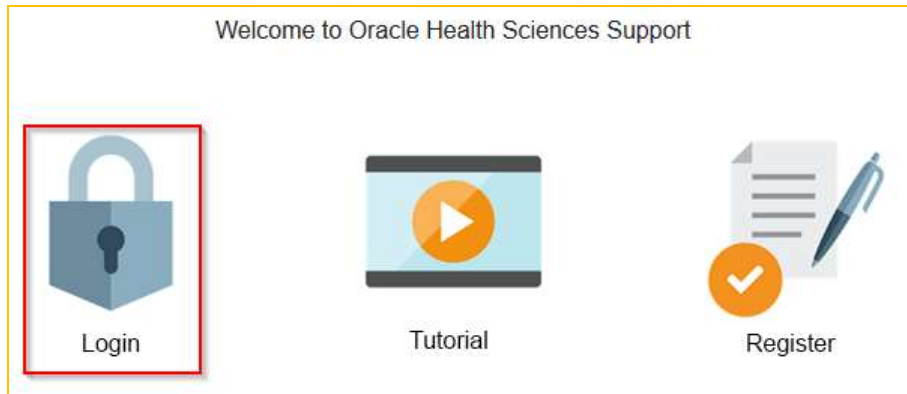 Welcome to Oracle Health Sciences Support
Login
Tutorial
Register